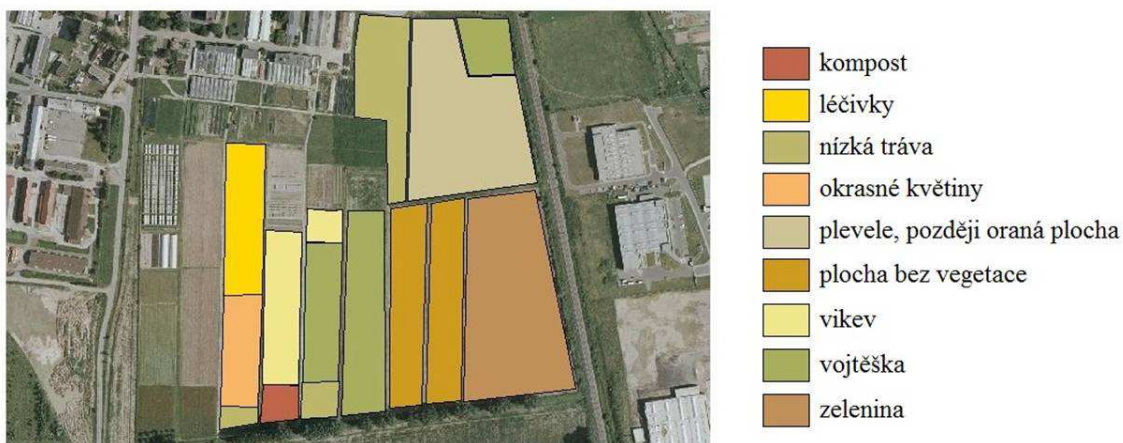 kompost
léčivky
nízká tráva
okrasné květiny
plevele, později oraná plocha
plocha bez vegetace
vikev
vojtěška
zelenina